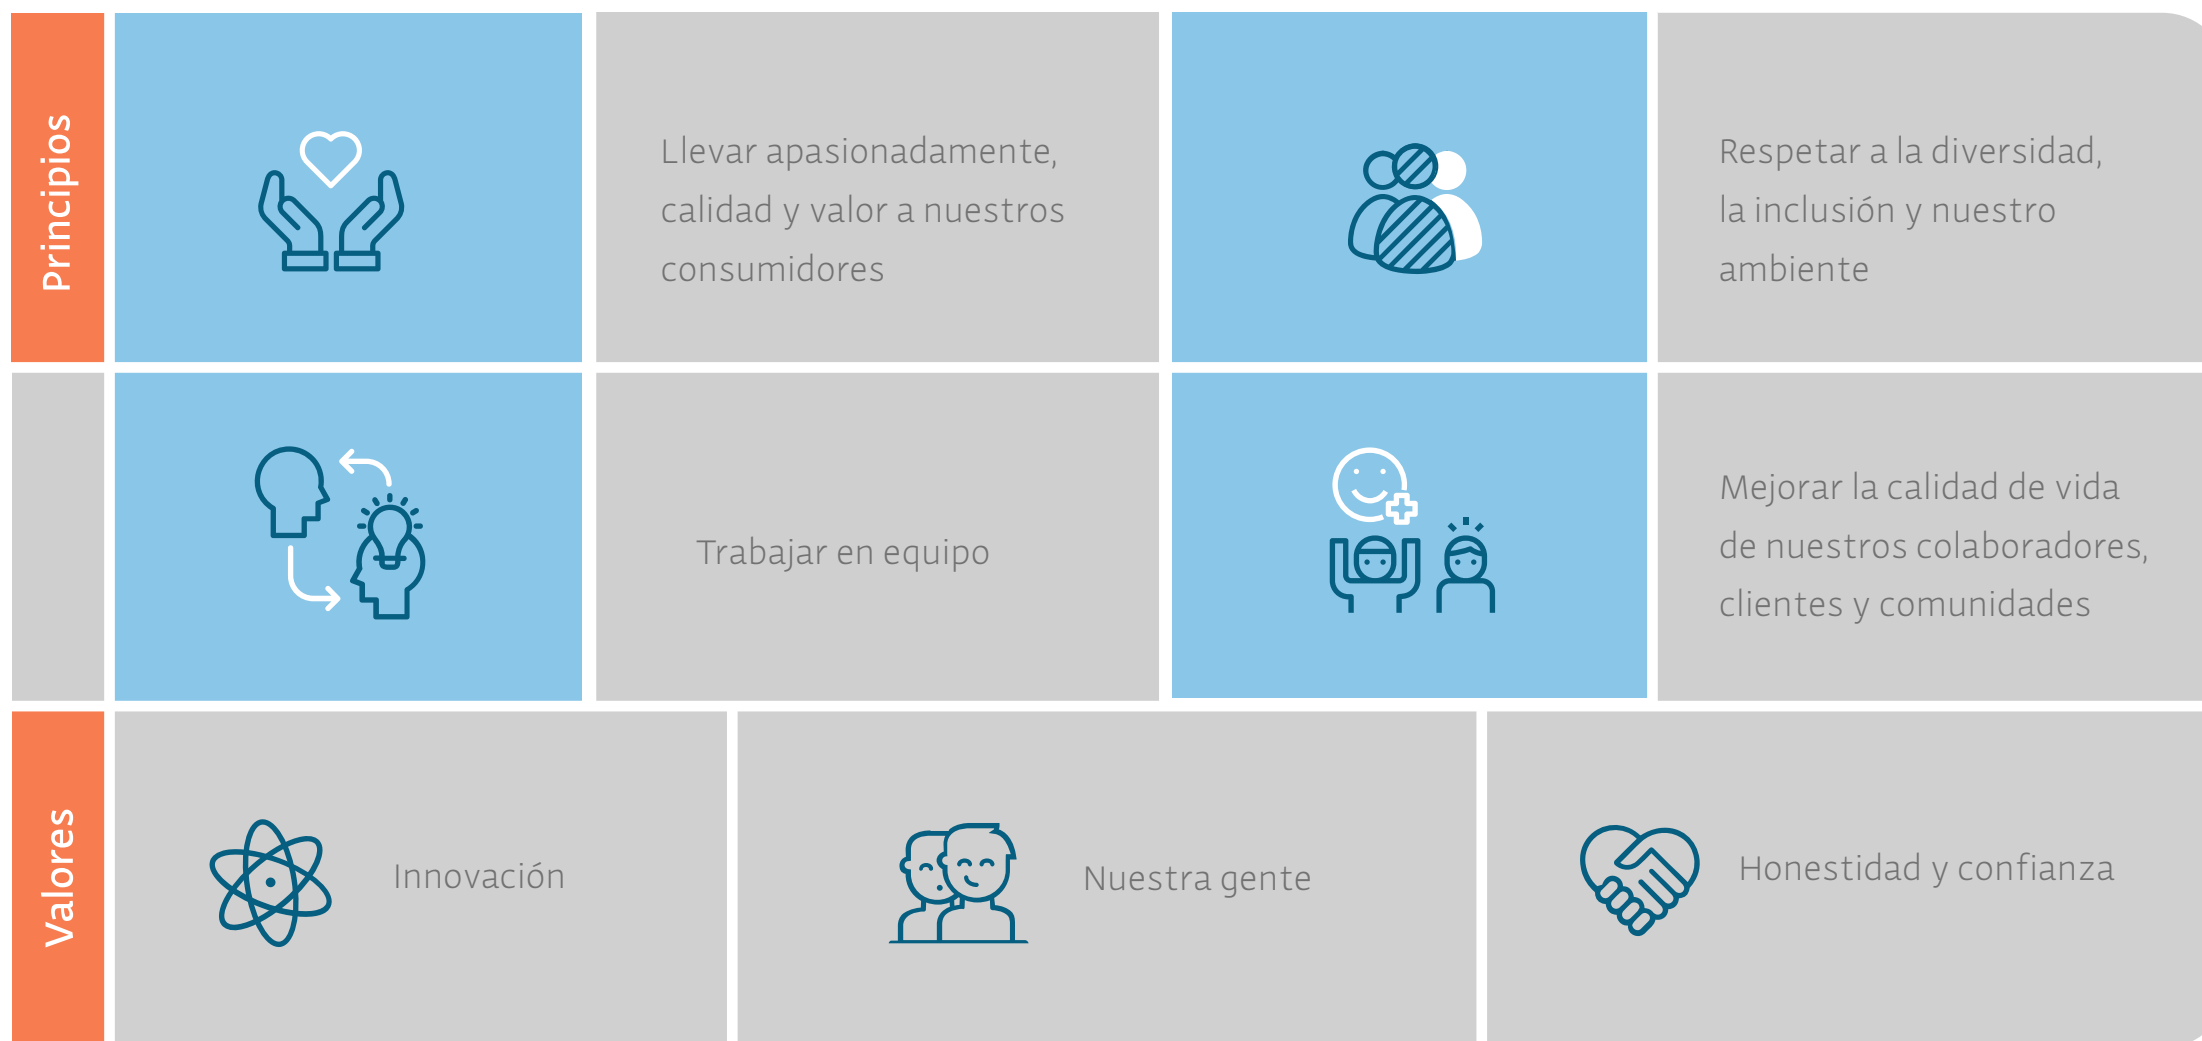 Principios
Llevar apasionadamente,
calidad y valor a nuestros
consumidores
Respetar a la diversidad,
la inclusión y nuestro
ambiente
Trabajar en equipo
Mejorar la calidad de vida
de nuestros colaboradores,
clientes y comunidades
Valores
Innovación
Nuestra gente
Honestidad y confianza